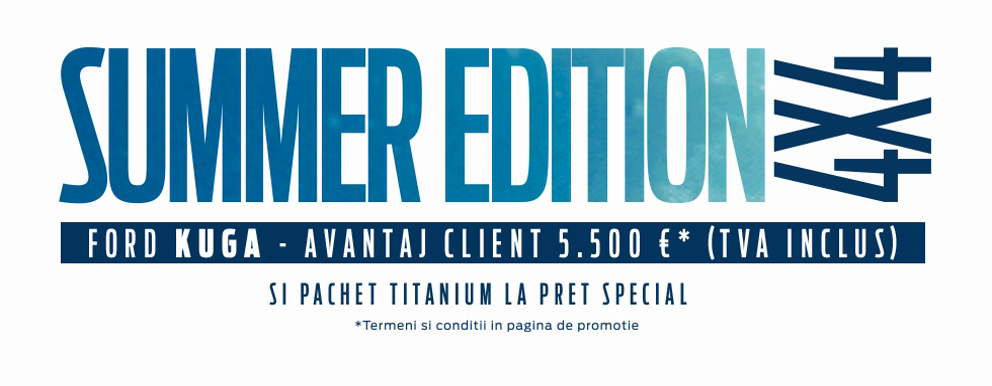 SUMMER EDITION 4X4
FORD KUGA - AVANTAJ CLIENT 5.500 €* (TVA INCLUS)
SI PACHET TITANIUM LA PRET SPECIAL
*Termeni si conditii in pagina de promotie